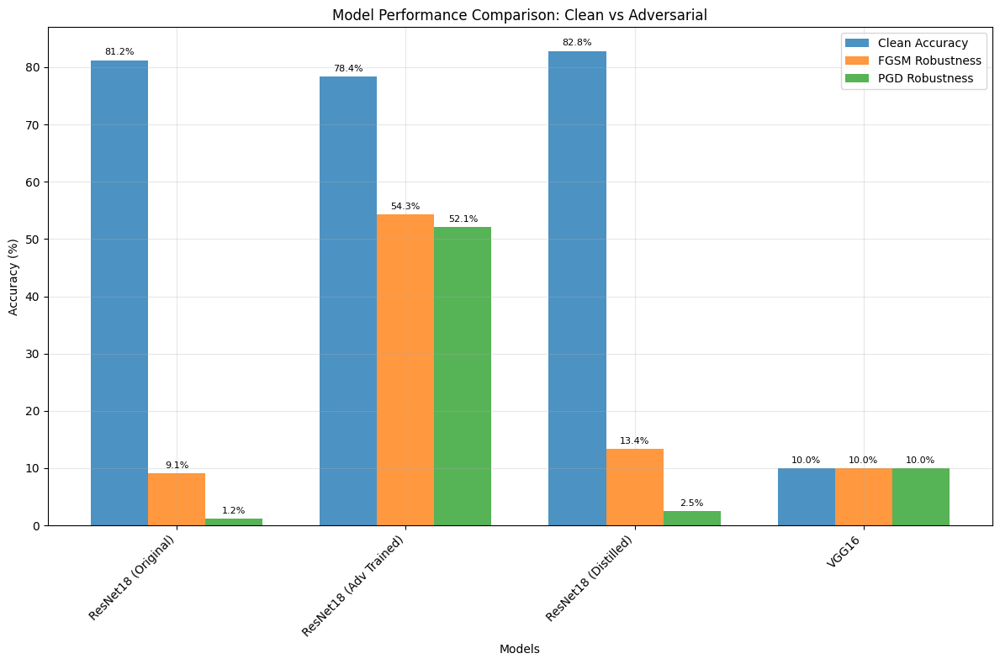 Model Performance Comparison: Clean vs Adversarial
Clean Accuracy
FGSM Robustness
PGD Robustness
Accuracy (%)
80
70
60
50
40
30
20
10
0
81.2%
9.1%
1.2%
78.4%
54.3%
52.1%
82.8%
13.4%
2.5%
10.0%
10.0%
10.0%
ResNet18 (Original)
ResNet18 (Adv Trained)
ResNet18 (Distilled)
VGG16
Models